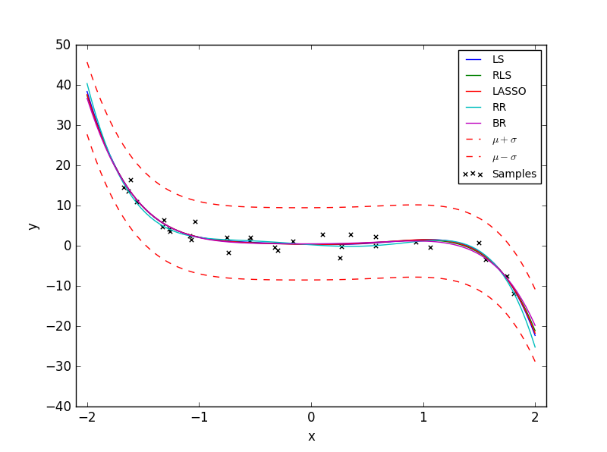 50
40
30
20
10
0
−10
−20
−30
−40
y
−2
−1
0
1
2
x
LS
RLS
LASSO
RR
BR
μ + σ
μ − σ
Samples